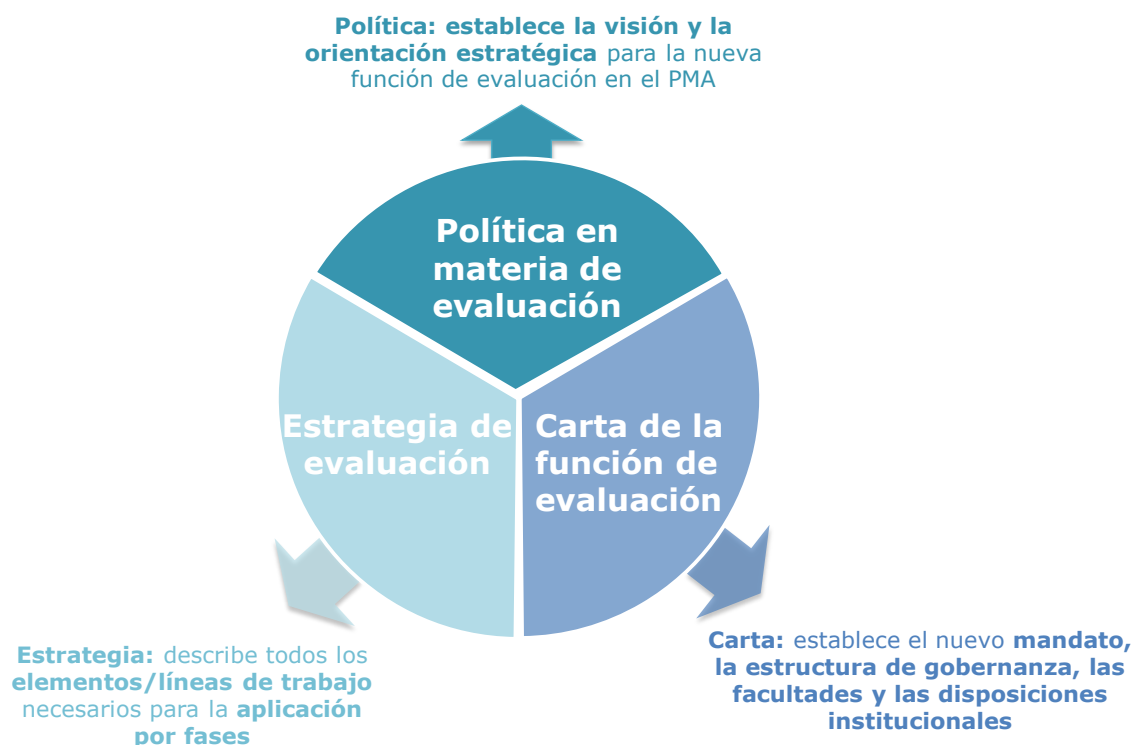 Política: establece la visión y la
orientación estratégica para la nueva
función de evaluación en el PMA
Política en
materia de
evaluación
Estrategia de
evaluación
Carta de la
función de
evaluación
Estrategia: describe todos los
elementos/líneas de trabajo
necesarios para la aplicación
por fases
Carta: establece el nuevo mandato,
la estructura de gobernanza, las
facultades y las disposiciones
institucionales